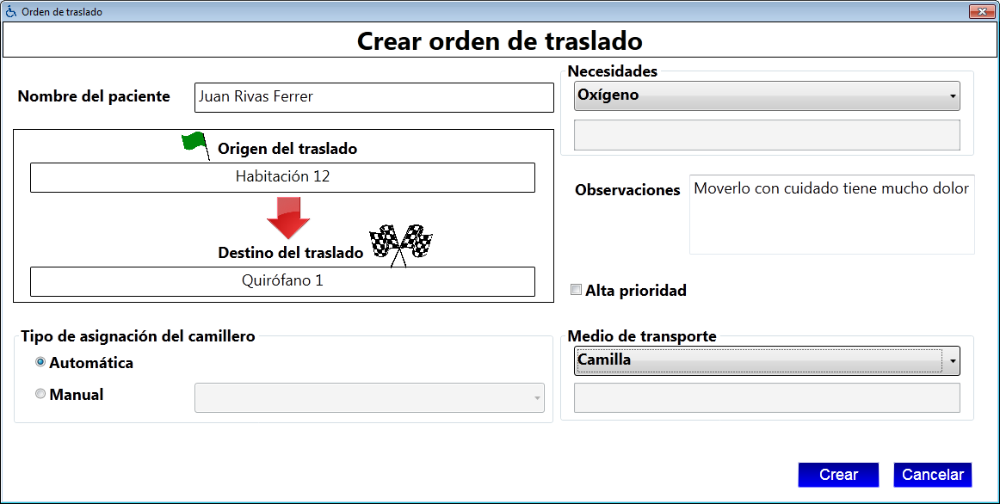 Orden de traslado
Crear orden de traslado
Nombre del paciente
Juan Rivas Ferrer
Origen del traslado
Habitación 12
Destino del traslado
Quirófano 1
Tipo de asignación del camillero
Automática
Manual
Necesidades
Oxígeno
Observaciones
Moverlo con cuidado tiene mucho dolor
Alta prioridad
Medio de transporte
Camilla
Crear
Cancelar